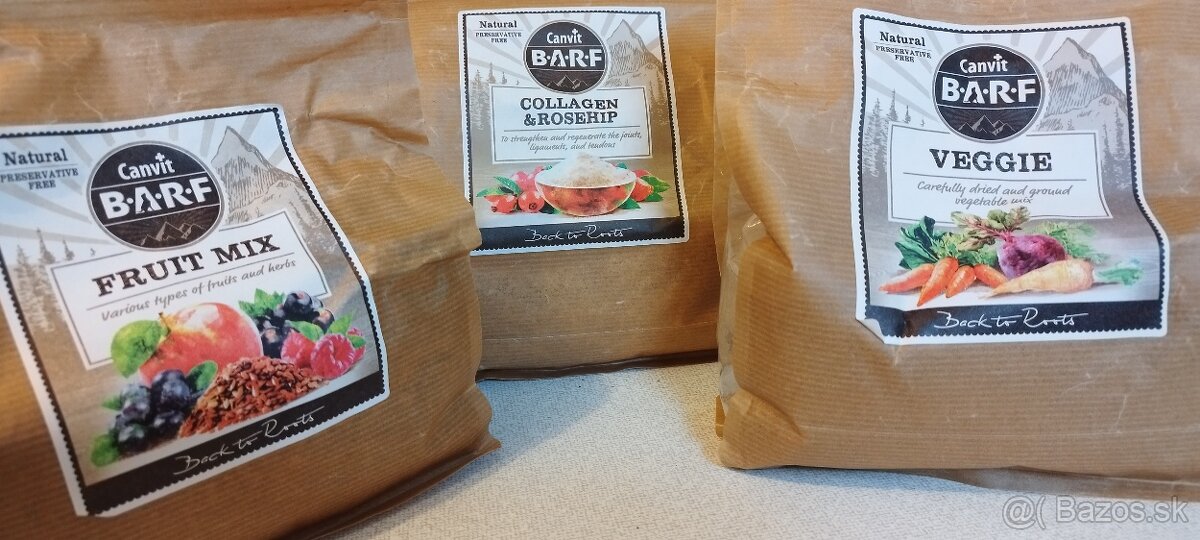 Natural
PRESERVATIVE
FREE
Canvit
B·A·R·F
FRUIT MIX
Various types of fruits and herbs
Back to Roots
Natural
PRESERVATIVE
FREE
Canvit
B·A·R·F
COLLAGEN
&ROSEHIP
To strengthen and regenerate the joints,
ligaments, and tendons
Back to Roots
Natural
PRESERVATIVE
FREE
Canvit
B·A·R·F
VEGGIE
Carefully dried and ground
vegetable mix
Back to Roots
@( Bazos.sk